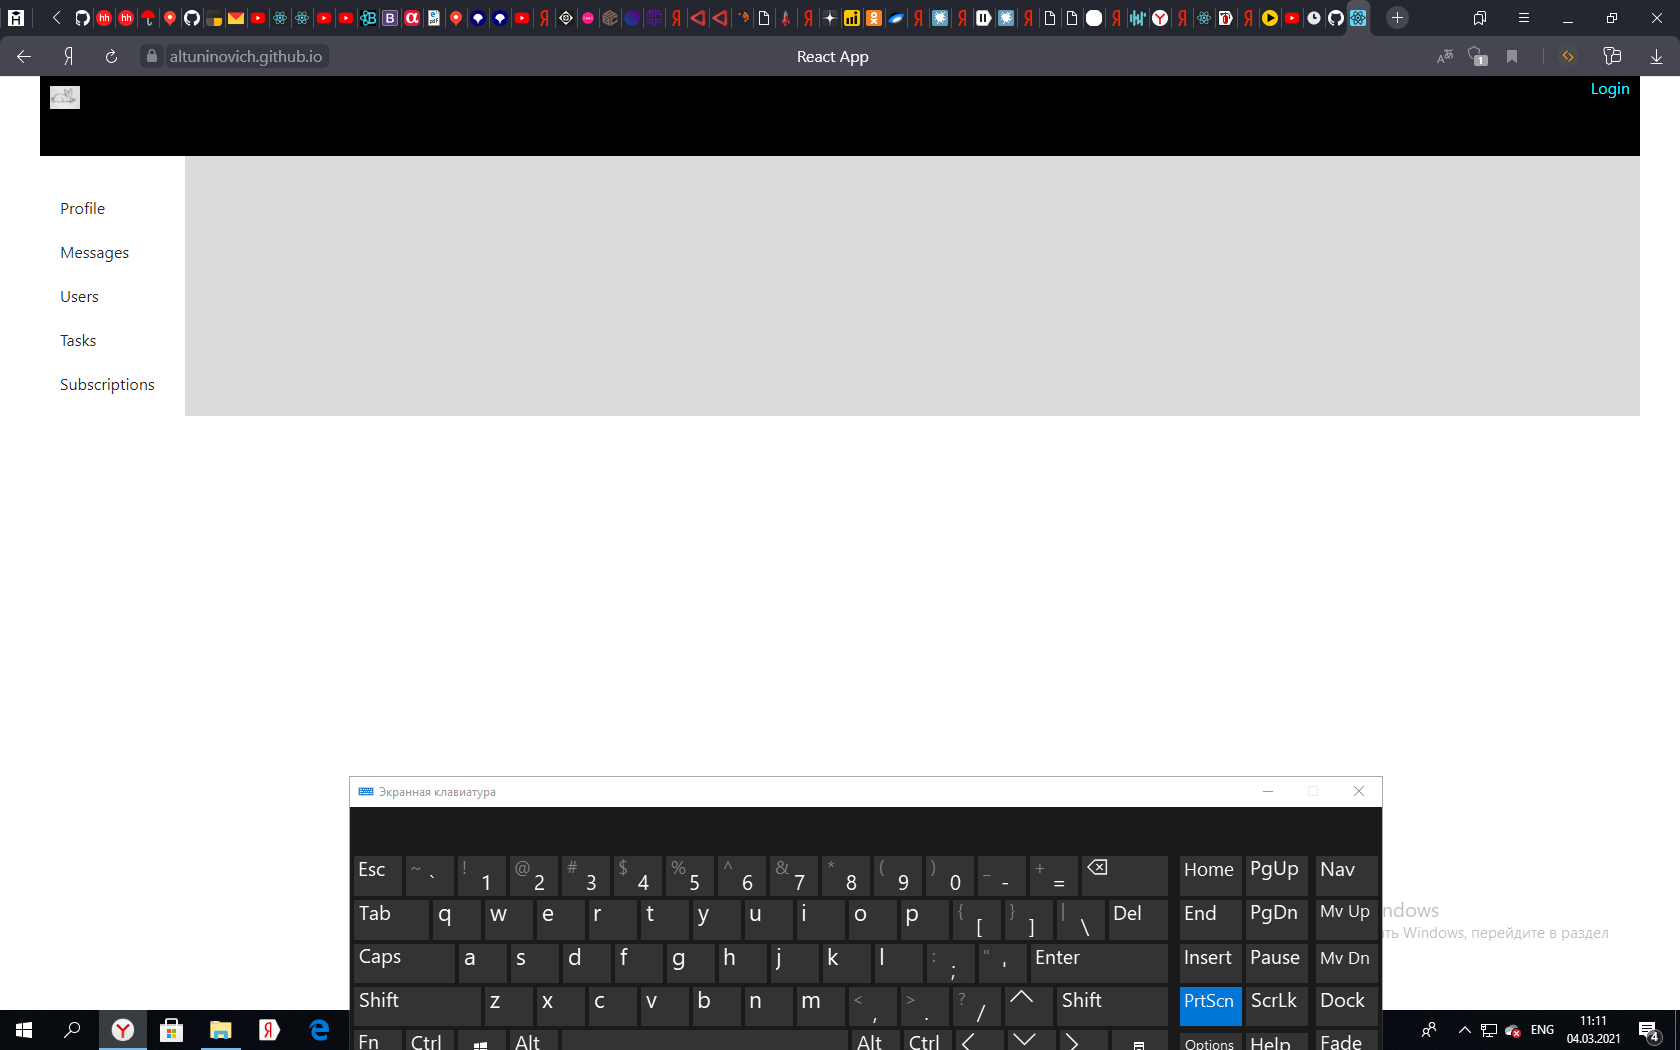 altuninovich.github.io
React App
1
Login
Profile
Messages
Users
Tasks
Subscriptions
Экранная клавиатура
Esc ~ ` ! 1 @ 2 # 3 $ 4 % 5 ^ 6 & 7 * 8 ( 9 ) 0 _ - + = Home PgUp Nav
Tab q w e r t y u i o p { [ } ] | \ Del End PgDn Mv Up
ndows
Caps a s d f g h j k l : ; " ' Enter Insert Pause Mv Dn
ть Windows, перейдите в раздел
Shift z x c v b n m < , > . ? / Shift PrtScn ScrLk Dock
Fn Ctrl Alt Alt Ctrl Options Help Fade
ENG
11:11
04.03.2021
4